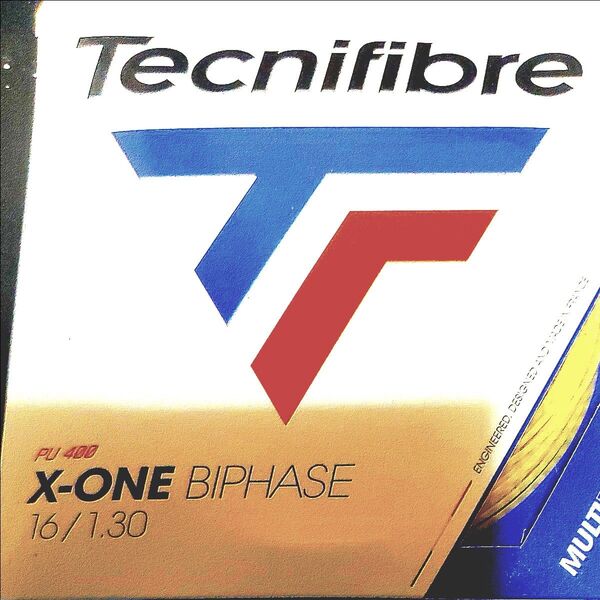 Tecnifibre
PU 400
X-ONE BIPHASE
16/1.30
ENGINEERED, DESIGNED AND MADE IN FRANCE
MULTI